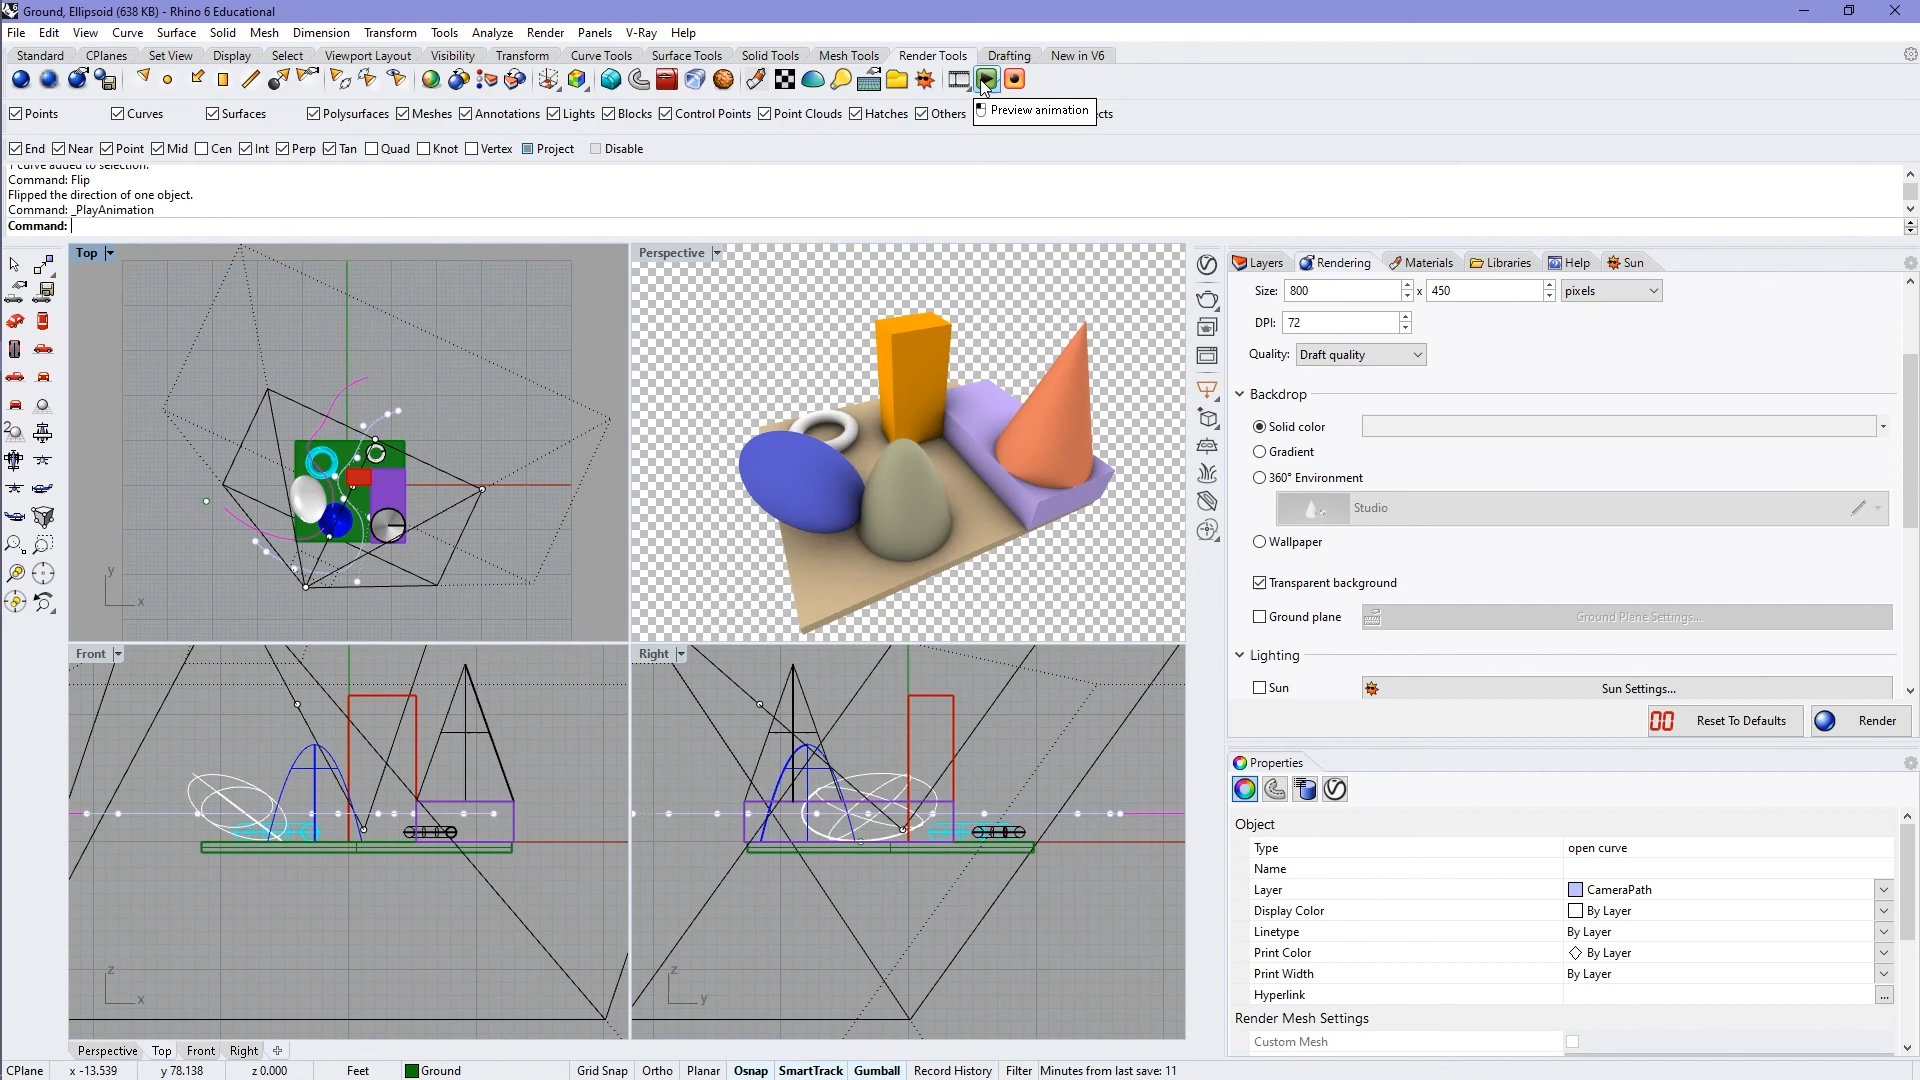 Ground, Ellipsoid (638 KB) - Rhino 6 Educational
File Edit View Curve Surface Solid Mesh Dimension Transform Tools Analyze Render Panels V-Ray Help
Standard CPlanes Set View Display Select Viewport Layout Visibility Transform Curve Tools Surface Tools Solid Tools Mesh Tools Render Tools Drafting New in V6
Preview animation
Points Curves Surfaces Polysurfaces Meshes Annotations Lights Blocks Control Points Point Clouds Hatches Others
End Near Point Mid Cen Int Perp Tan Quad Knot Vertex Project Disable
1 curve added to selection.
Command: Flip
Flipped the direction of one object.
Command: _PlayAnimation
Command:
Top
Perspective
Front
Right
y
x
z
x
z
y
Perspective Top Front Right
Layers Rendering Materials Libraries Help Sun
Size: 800 x 450 pixels
DPI: 72
Quality: Draft quality
Backdrop
Solid color
Gradient
360° Environment
Studio
Wallpaper
Transparent background
Ground plane Ground Plane Settings...
Lighting
Sun Sun Settings...
Reset To Defaults Render
Properties
Object
Type open curve
Name
Layer CameraPath
Display Color By Layer
Linetype By Layer
Print Color By Layer
Print Width By Layer
Hyperlink ...
Render Mesh Settings
Custom Mesh
CPlane x -13.539 y 78.138 z 0.000 Feet Ground Grid Snap Ortho Planar Osnap SmartTrack Gumball Record History Filter Minutes from last save: 11